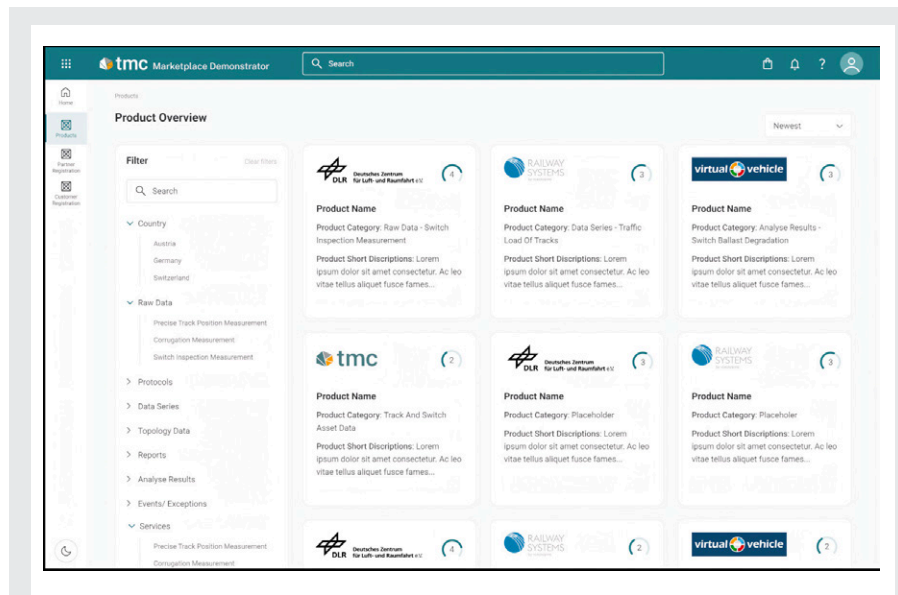 tmc Marketplace Demonstrator
Search
?
Home
Products
Partner
Registration
Customer
Registration
Products
Product Overview
Newest
Filter
Clear filters
Search
Country
Austria
Germany
Switzerland
Raw Data
Precise Track Position Measurement
Corrugation Measurement
Switch Inspection Measurement
Protocols
Data Series
Topology Data
Reports
Analyse Results
Events/ Exceptions
Services
Precise Track Position Measurement
Corrugation Measurement
DLR
Deutsches Zentrum
für Luft- und Raumfahrt e.V.
4
Product Name
Product Category: Raw Data - Switch
Inspection Measurement
Product Short Discriptions: Lorem
ipsum dolor sit amet consectetur. Ac leo
vitae tellus aliquet fusce fames...
RAILWAY
SYSTEMS
3
Product Name
Product Category: Data Series - Traffic
Load Of Tracks
Product Short Discriptions: Lorem
ipsum dolor sit amet consectetur. Ac leo
vitae tellus aliquet fusce fames...
virtual vehicle
3
Product Name
Product Category: Analyse Results -
Switch Ballast Degradation
Product Short Discriptions: Lorem
ipsum dolor sit amet consectetur. Ac leo
vitae tellus aliquet fusce fames...
tmc
2
Product Name
Product Category: Track And Switch
Asset Data
Product Short Discriptions: Lorem
ipsum dolor sit amet consectetur. Ac leo
vitae tellus aliquet fusce fames...
DLR
Deutsches Zentrum
für Luft- und Raumfahrt e.V.
3
Product Name
Product Category: Placeholder
Product Short Discriptions: Lorem
ipsum dolor sit amet consectetur. Ac leo
vitae tellus aliquet fusce fames...
RAILWAY
SYSTEMS
3
Product Name
Product Category: Placeholer
Product Short Discriptions: Lorem
ipsum dolor sit amet consectetur. Ac leo
vitae tellus aliquet fusce fames...
DLR
Deutsches Zentrum
für Luft- und Raumfahrt e.V.
4
RAILWAY
SYSTEMS
2
virtual vehicle
2